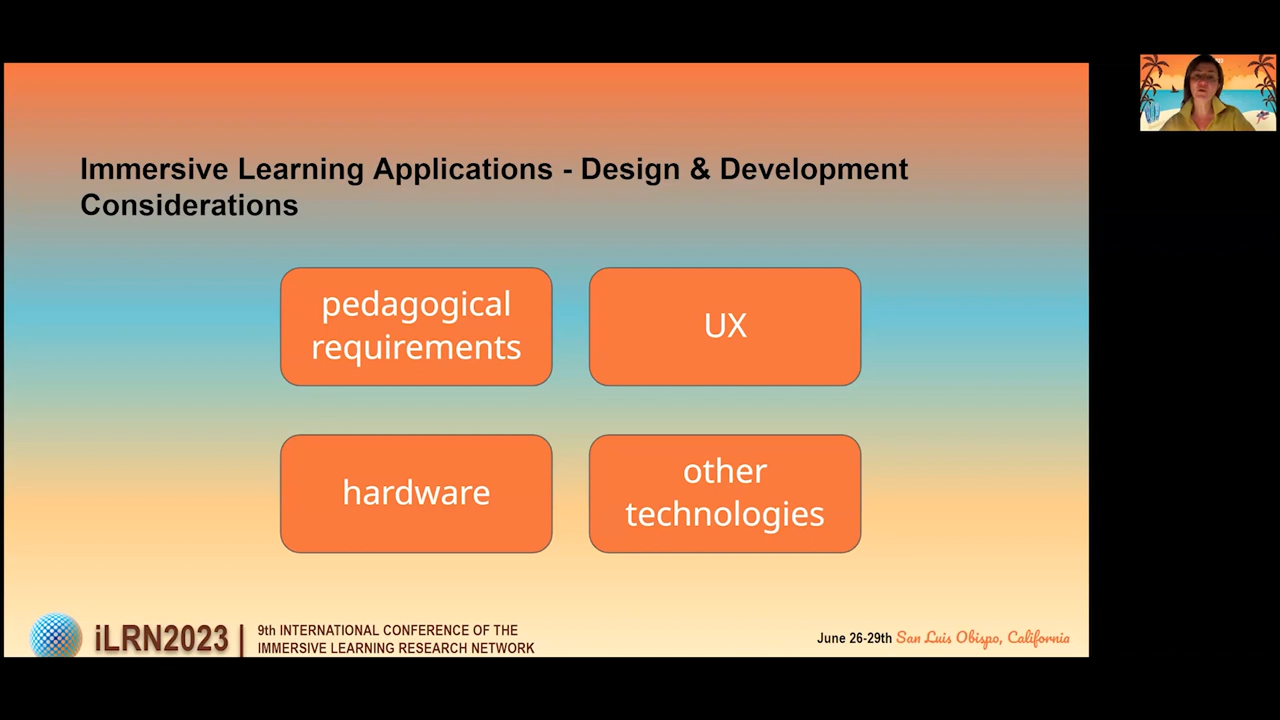 Immersive Learning Applications - Design & Development
Considerations
pedagogical
requirements
UX
hardware
other
technologies
iLRN2023
9th INTERNATIONAL CONFERENCE OF THE
IMMERSIVE LEARNING RESEARCH NETWORK
June 26-29th San Luis Obispo, California